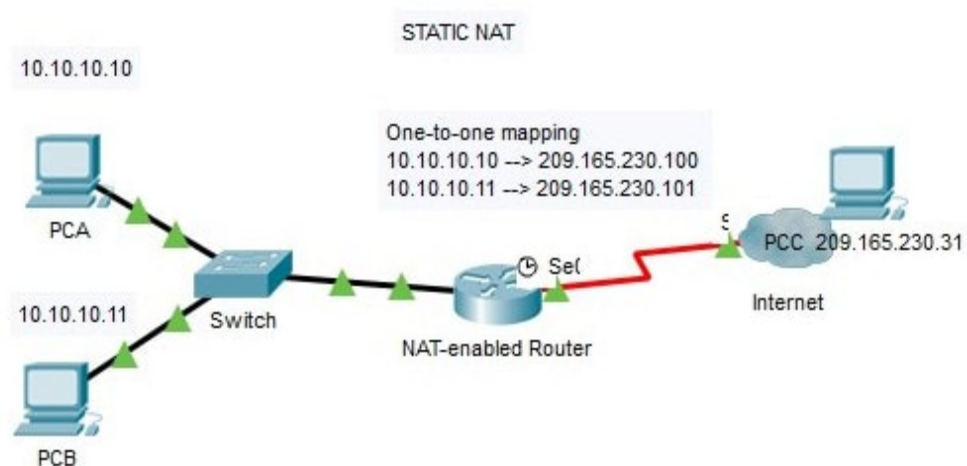 STATIC NAT
10.10.10.10
One-to-one mapping
10.10.10.10 --> 209.165.230.100
10.10.10.11 --> 209.165.230.101
PCA
PCC 209.165.230.31
Se(
Internet
10.10.10.11
Switch
NAT-enabled Router
PCB